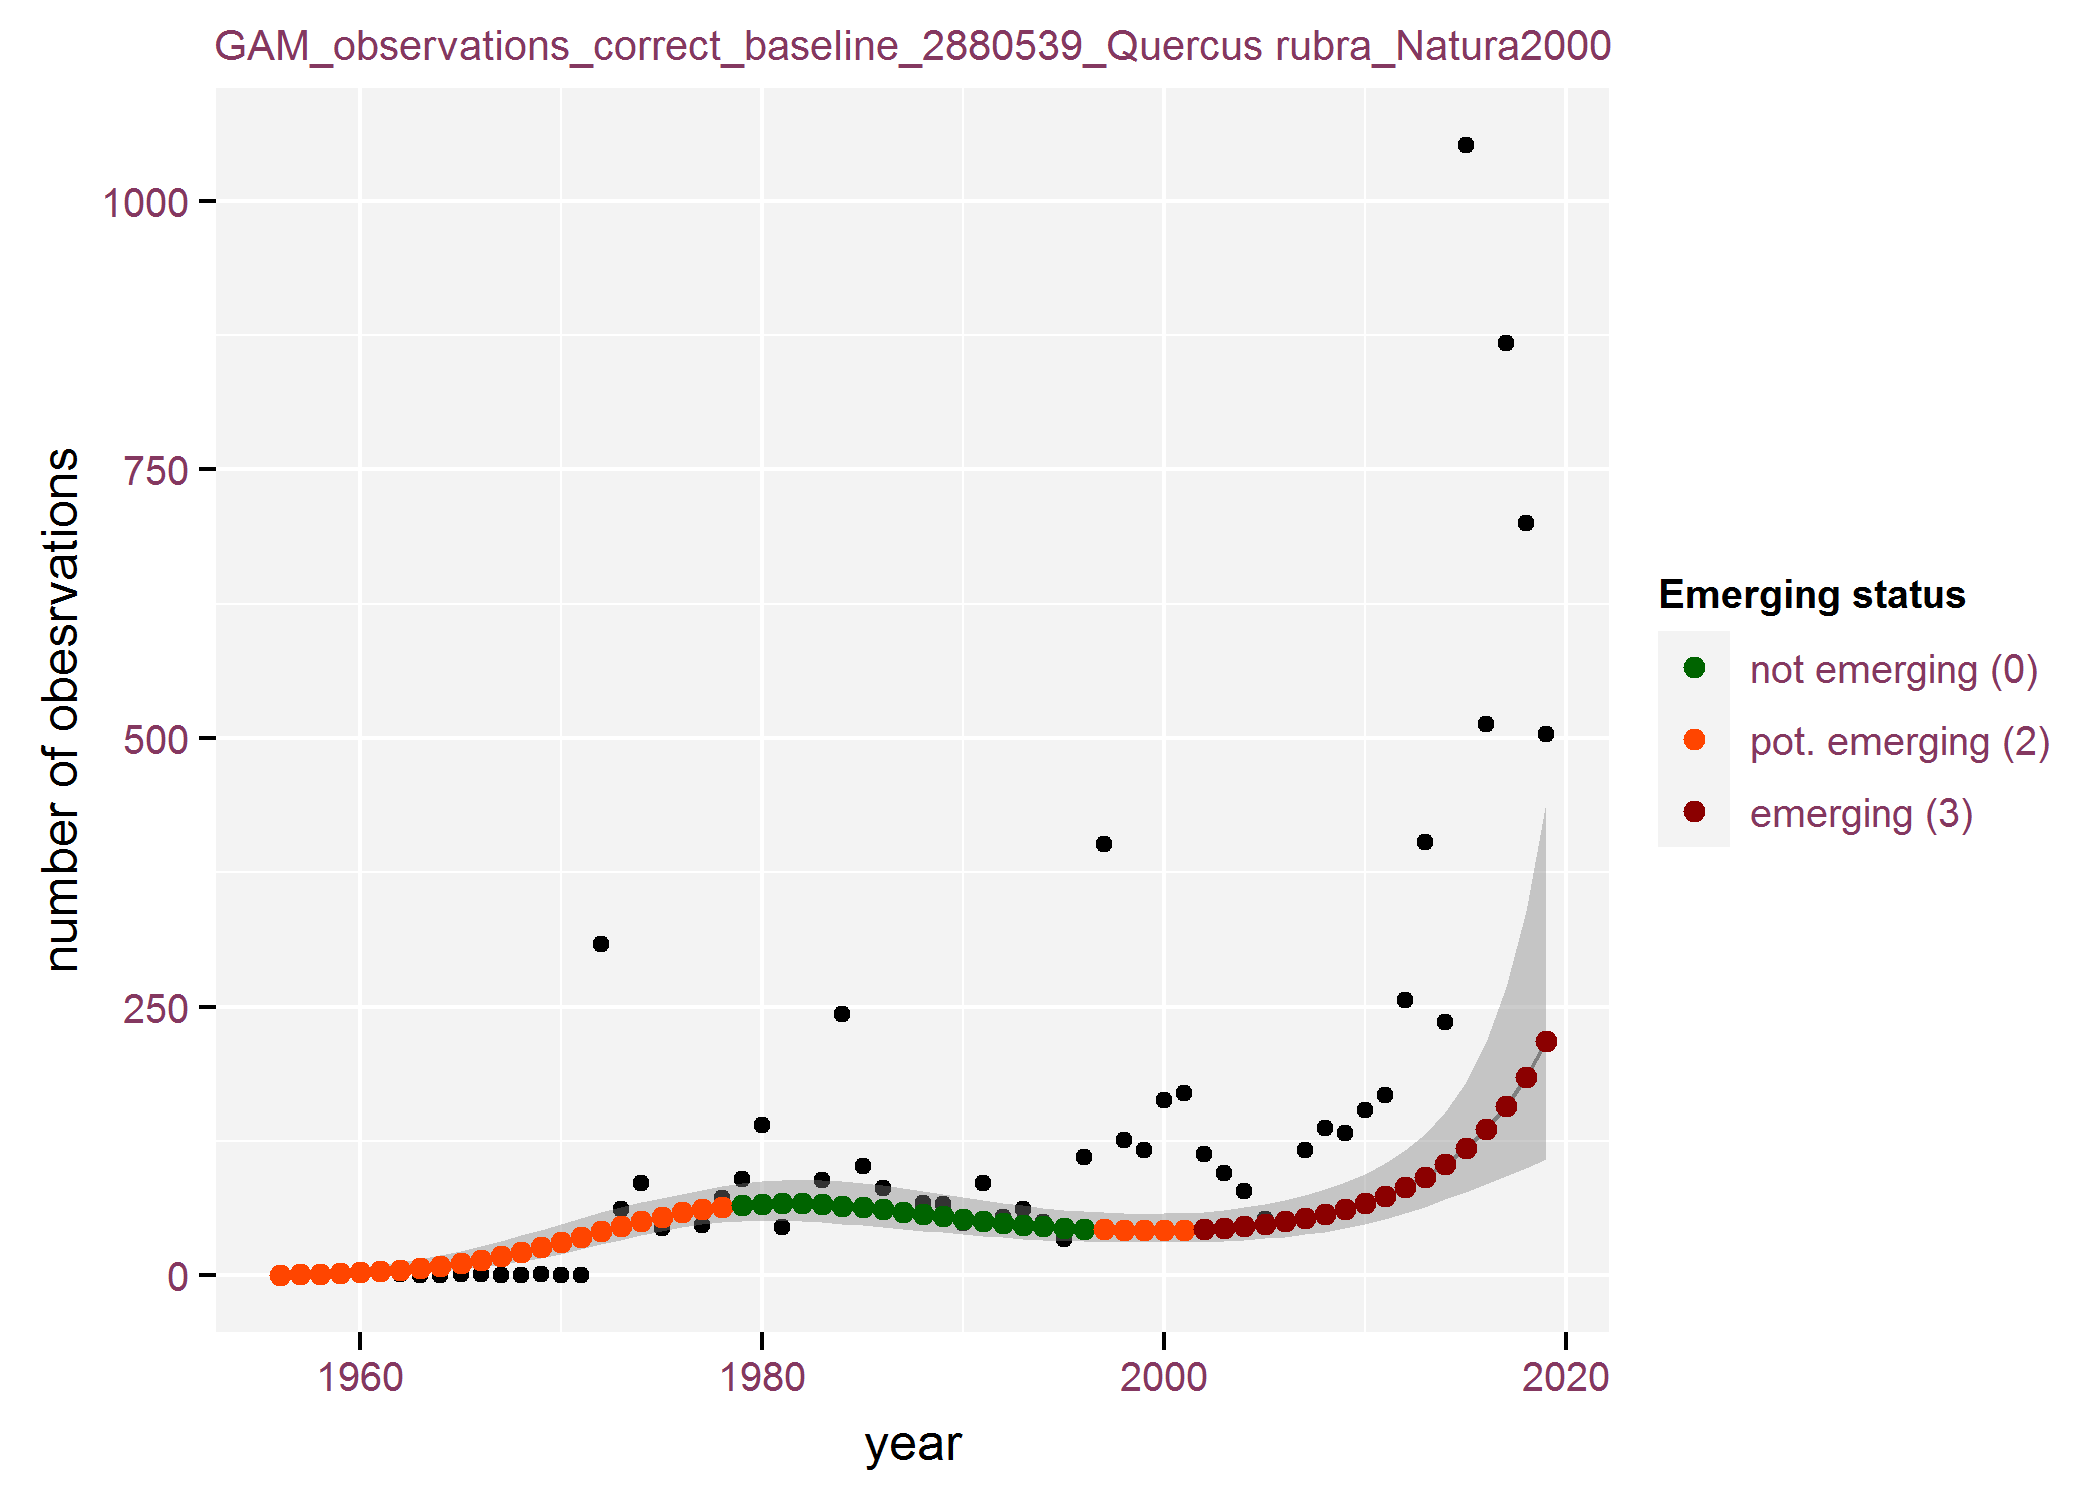 GAM_observations_correct_baseline_2880539_Quercus rubra_Natura2000
number of obesrvations
1000
750
500
250
0
1960
1980
2000
2020
year
Emerging status
not emerging (0)
pot. emerging (2)
emerging (3)